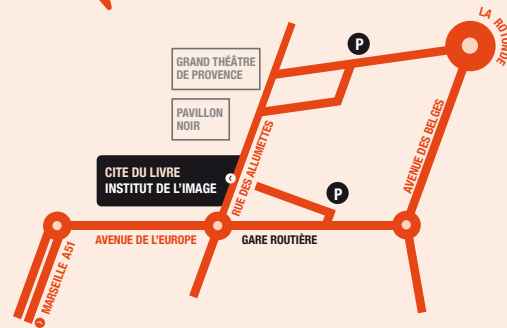 LA ROTONDE
P
GRAND THÉÂTRE
DE PROVENCE
PAVILLON
NOIR
RUE DES ALLUMETTES
AVENUE DES BELGES
CITE DU LIVRE
INSTITUT DE L'IMAGE
P
AVENUE DE L'EUROPE
GARE ROUTIÈRE
MARSEILLE A51